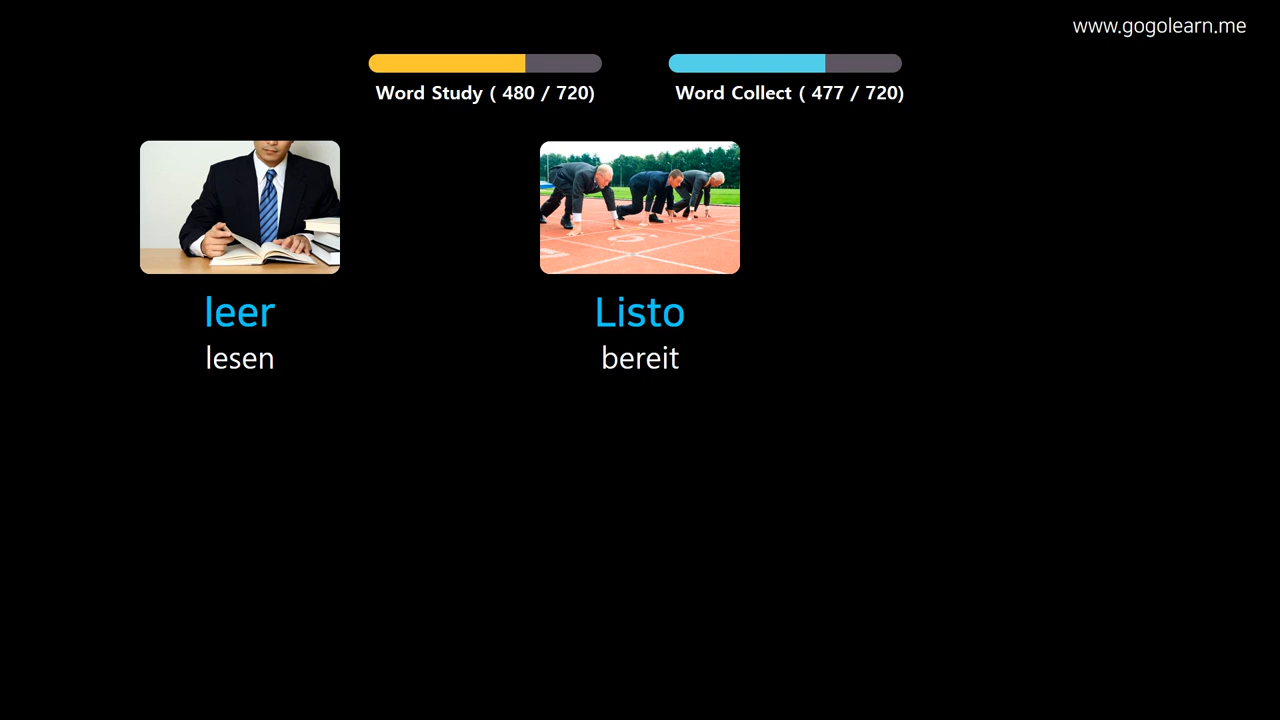 www.gogolearn.me
Word Study ( 480 / 720)
Word Collect ( 477 / 720)
leer
lesen
Listo
bereit